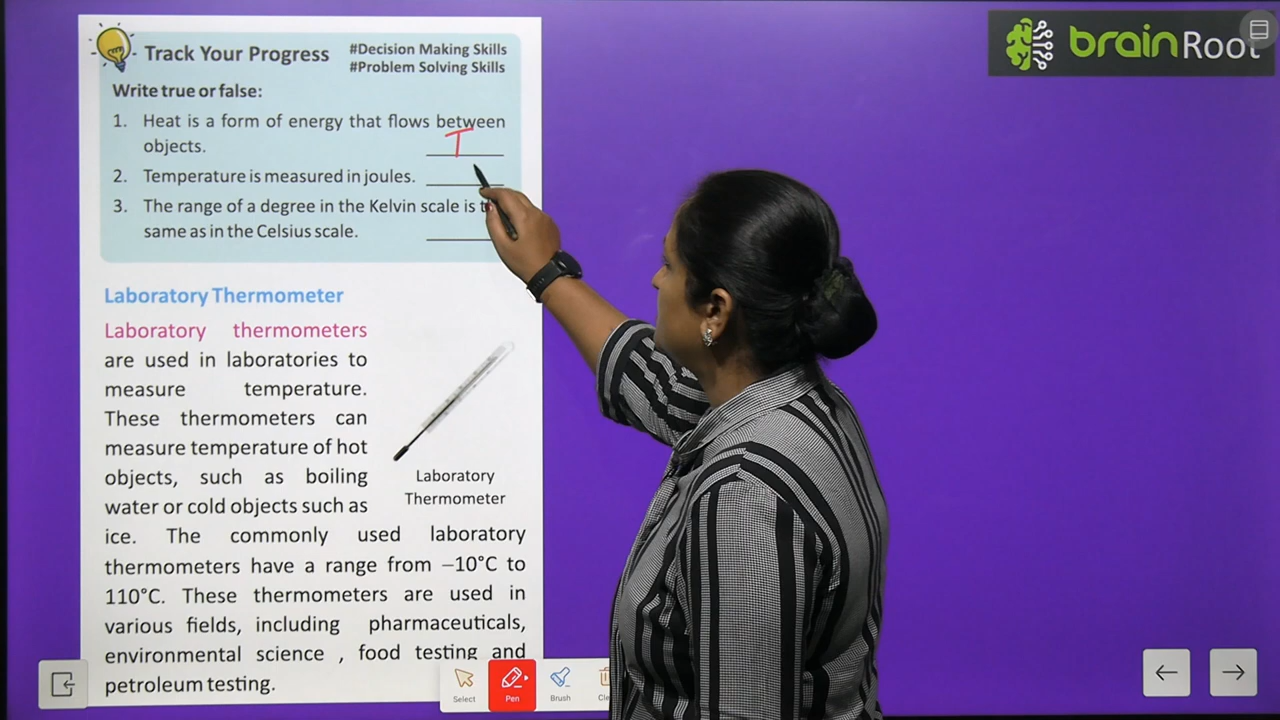 Track Your Progress
#Decision Making Skills
#Problem Solving Skills
Write true or false:
1. Heat is a form of energy that flows between
objects. T
2. Temperature is measured in joules.
3. The range of a degree in the Kelvin scale is
same as in the Celsius scale.
Laboratory Thermometer
Laboratory thermometers
are used in laboratories to
measure temperature.
These thermometers can
measure temperature of hot
objects, such as boiling
water or cold objects such as
ice. The commonly used laboratory
thermometers have a range from –10°C to
110°C. These thermometers are used in
various fields, including pharmaceuticals,
environmental science , food testing and
petroleum testing.
Laboratory
Thermometer
brainRoot
Select
Pen
Brush